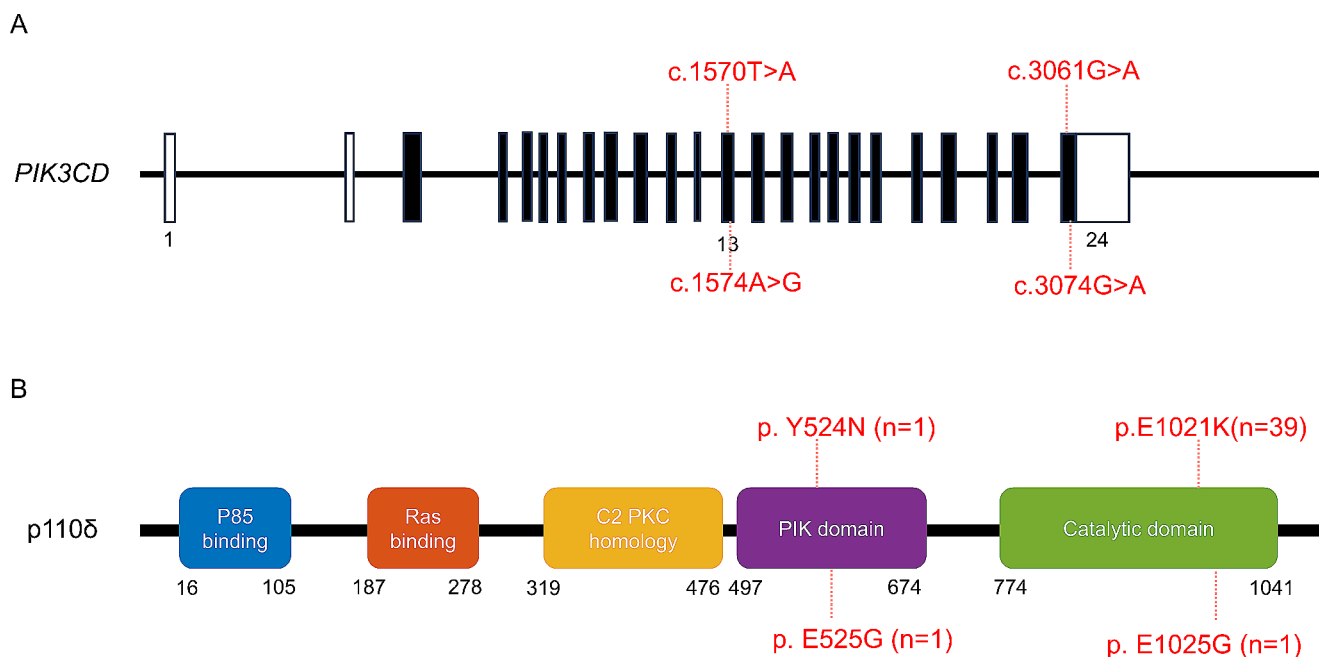 A
c.1570T>A
c.3061G>A
PIK3CD
1
13
24
c.1574A>G
c.3074G>A
B
p. Y524N (n=1)
p.E1021K(n=39)
p110δ
P85
binding
Ras
binding
C2 PKC
homology
PIK domain
Catalytic domain
16
105
187
278
319
476
497
674
774
1041
p. E525G (n=1)
p. E1025G (n=1)